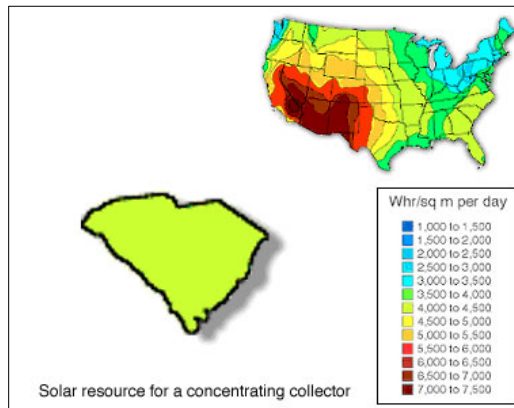 Whr/sq m per day
1,000 to 1,500
1,500 to 2,000
2,000 to 2,500
2,500 to 3,000
3,000 to 3,500
3,500 to 4,000
4,000 to 4,500
4,500 to 5,000
5,000 to 5,500
5,500 to 6,000
6,000 to 6,500
6,500 to 7,000
7,000 to 7,500
Solar resource for a concentrating collector